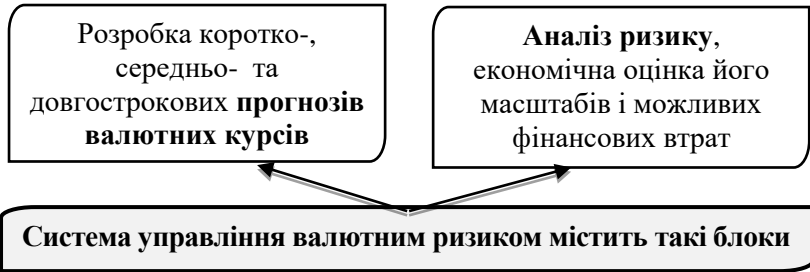 Розробка коротко-,
середньо- та
довгострокових прогнозів
валютних курсів
Аналіз ризику,
економічна оцінка його
масштабів і можливих
фінансових втрат
Система управління валютним ризиком містить такі блоки